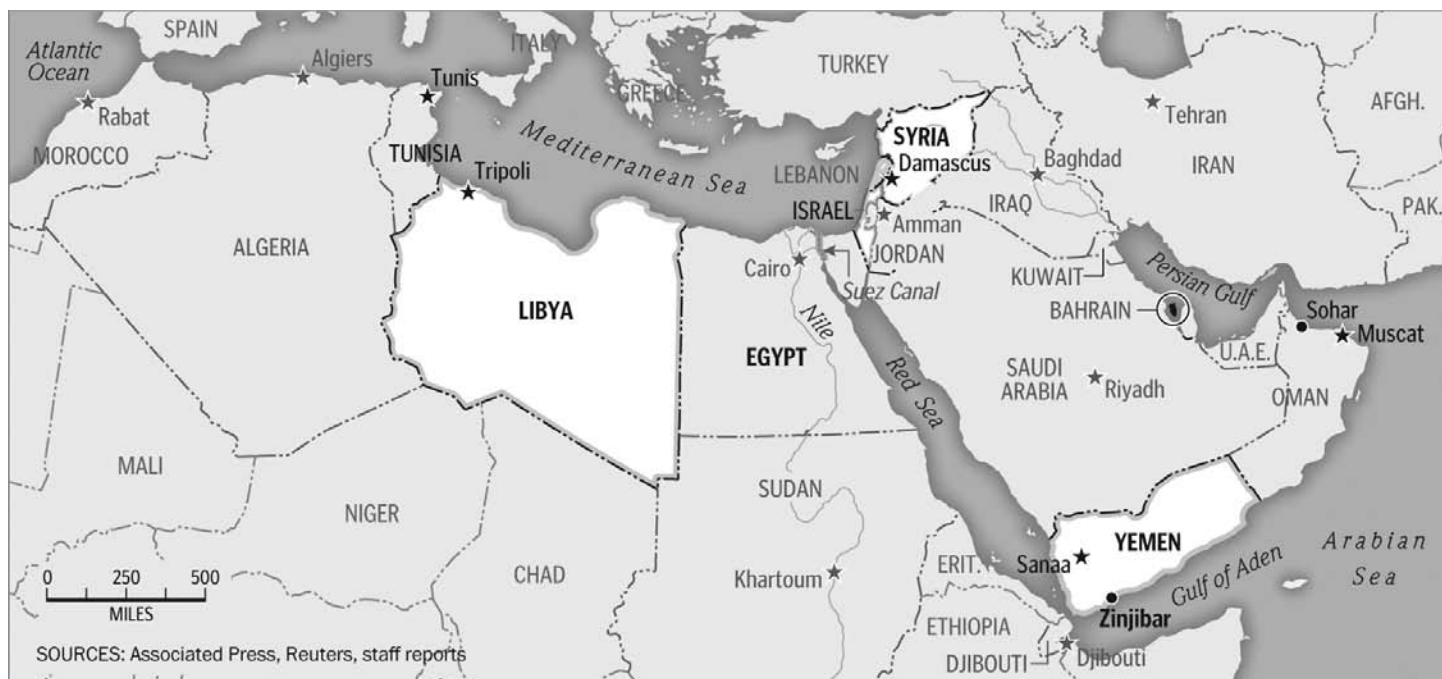 SPAIN
Atlantic
Ocean
Algiers
Tunis
ITALY
GREECE
TURKEY
Tehran
AFGH.
Rabat
MOROCCO
TUNISIA
Tripoli
Mediterranean Sea
SYRIA
Damascus
LEBANON
Baghdad
IRAN
ISRAEL
Amman
IRAQ
PAK.
ALGERIA
JORDAN
Cairo
Suez Canal
KUWAIT
Persian Gulf
LIBYA
Nile
BAHRAIN
Sohar
Muscat
EGYPT
U.A.E.
Red Sea
SAUDI
ARABIA
Riyadh
OMAN
MALI
NIGER
SUDAN
CHAD
YEMEN
Sanaa
ERIT.
Gulf of Aden
Arabian
Sea
0 250 500
MILES
Khartoum
Zinjibar
ETHIOPIA
DJIBOUTI
Djibouti
SOURCES: Associated Press, Reuters, staff reports